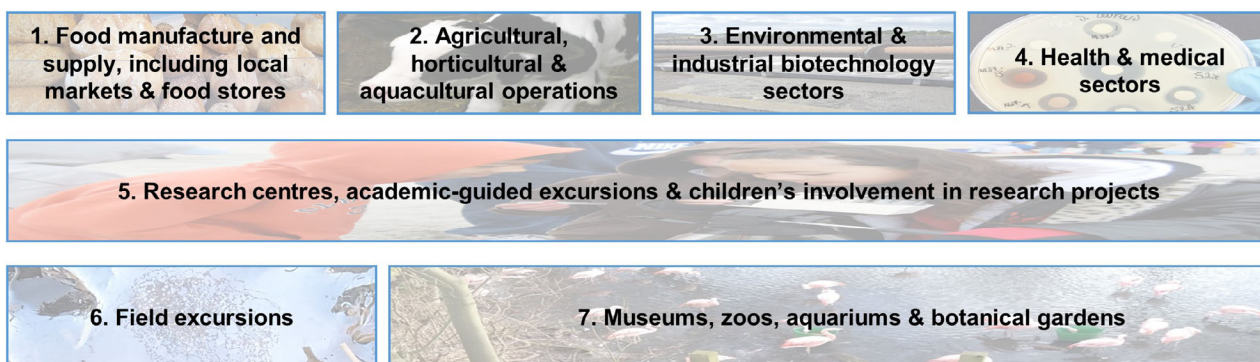 1. Food manufacture and
supply, including local
markets & food stores
2. Agricultural,
horticultural &
aquacultural operations
3. Environmental &
industrial biotechnology
sectors
4. Health & medical
sectors
5. Research centres, academic-guided excursions & children’s involvement in research projects
NIKE
6. Field excursions
7. Museums, zoos, aquariums & botanical gardens